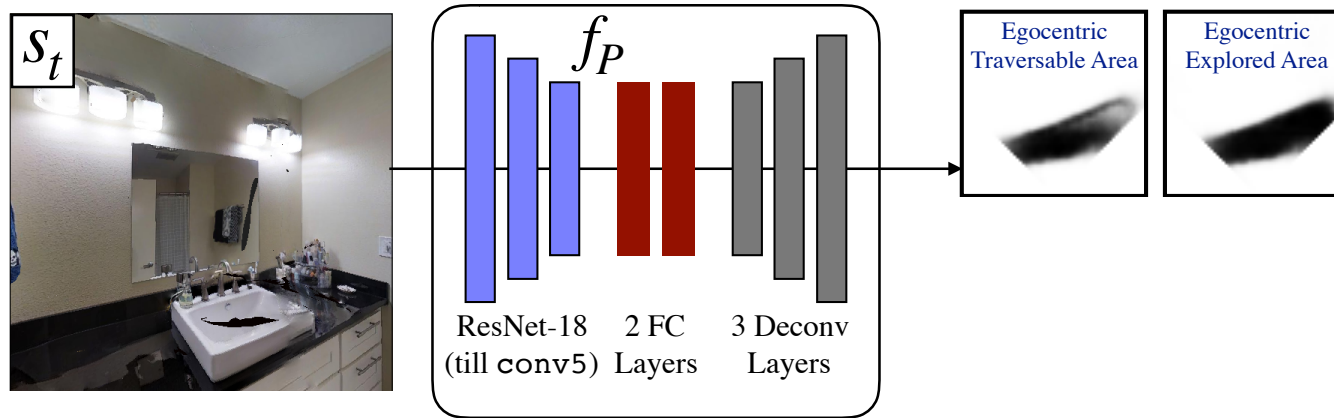 s_t
f_P
ResNet-18
(till conv5)
2 FC
Layers
3 Deconv
Layers
Egocentric
Traversable Area
Egocentric
Explored Area